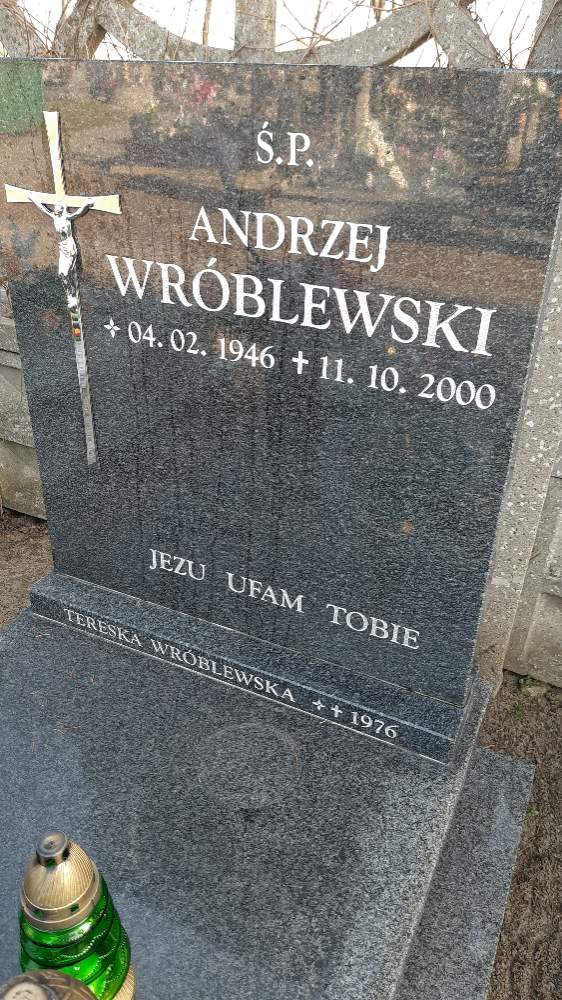 Ś.P.
ANDRZEJ
WRÓBLEWSKI
✧ 04. 02. 1946 ✝ 11. 10. 2000
JEZU UFAM TOBIE
TERESKA WRÓBLEWSKA ✧✝ 1976